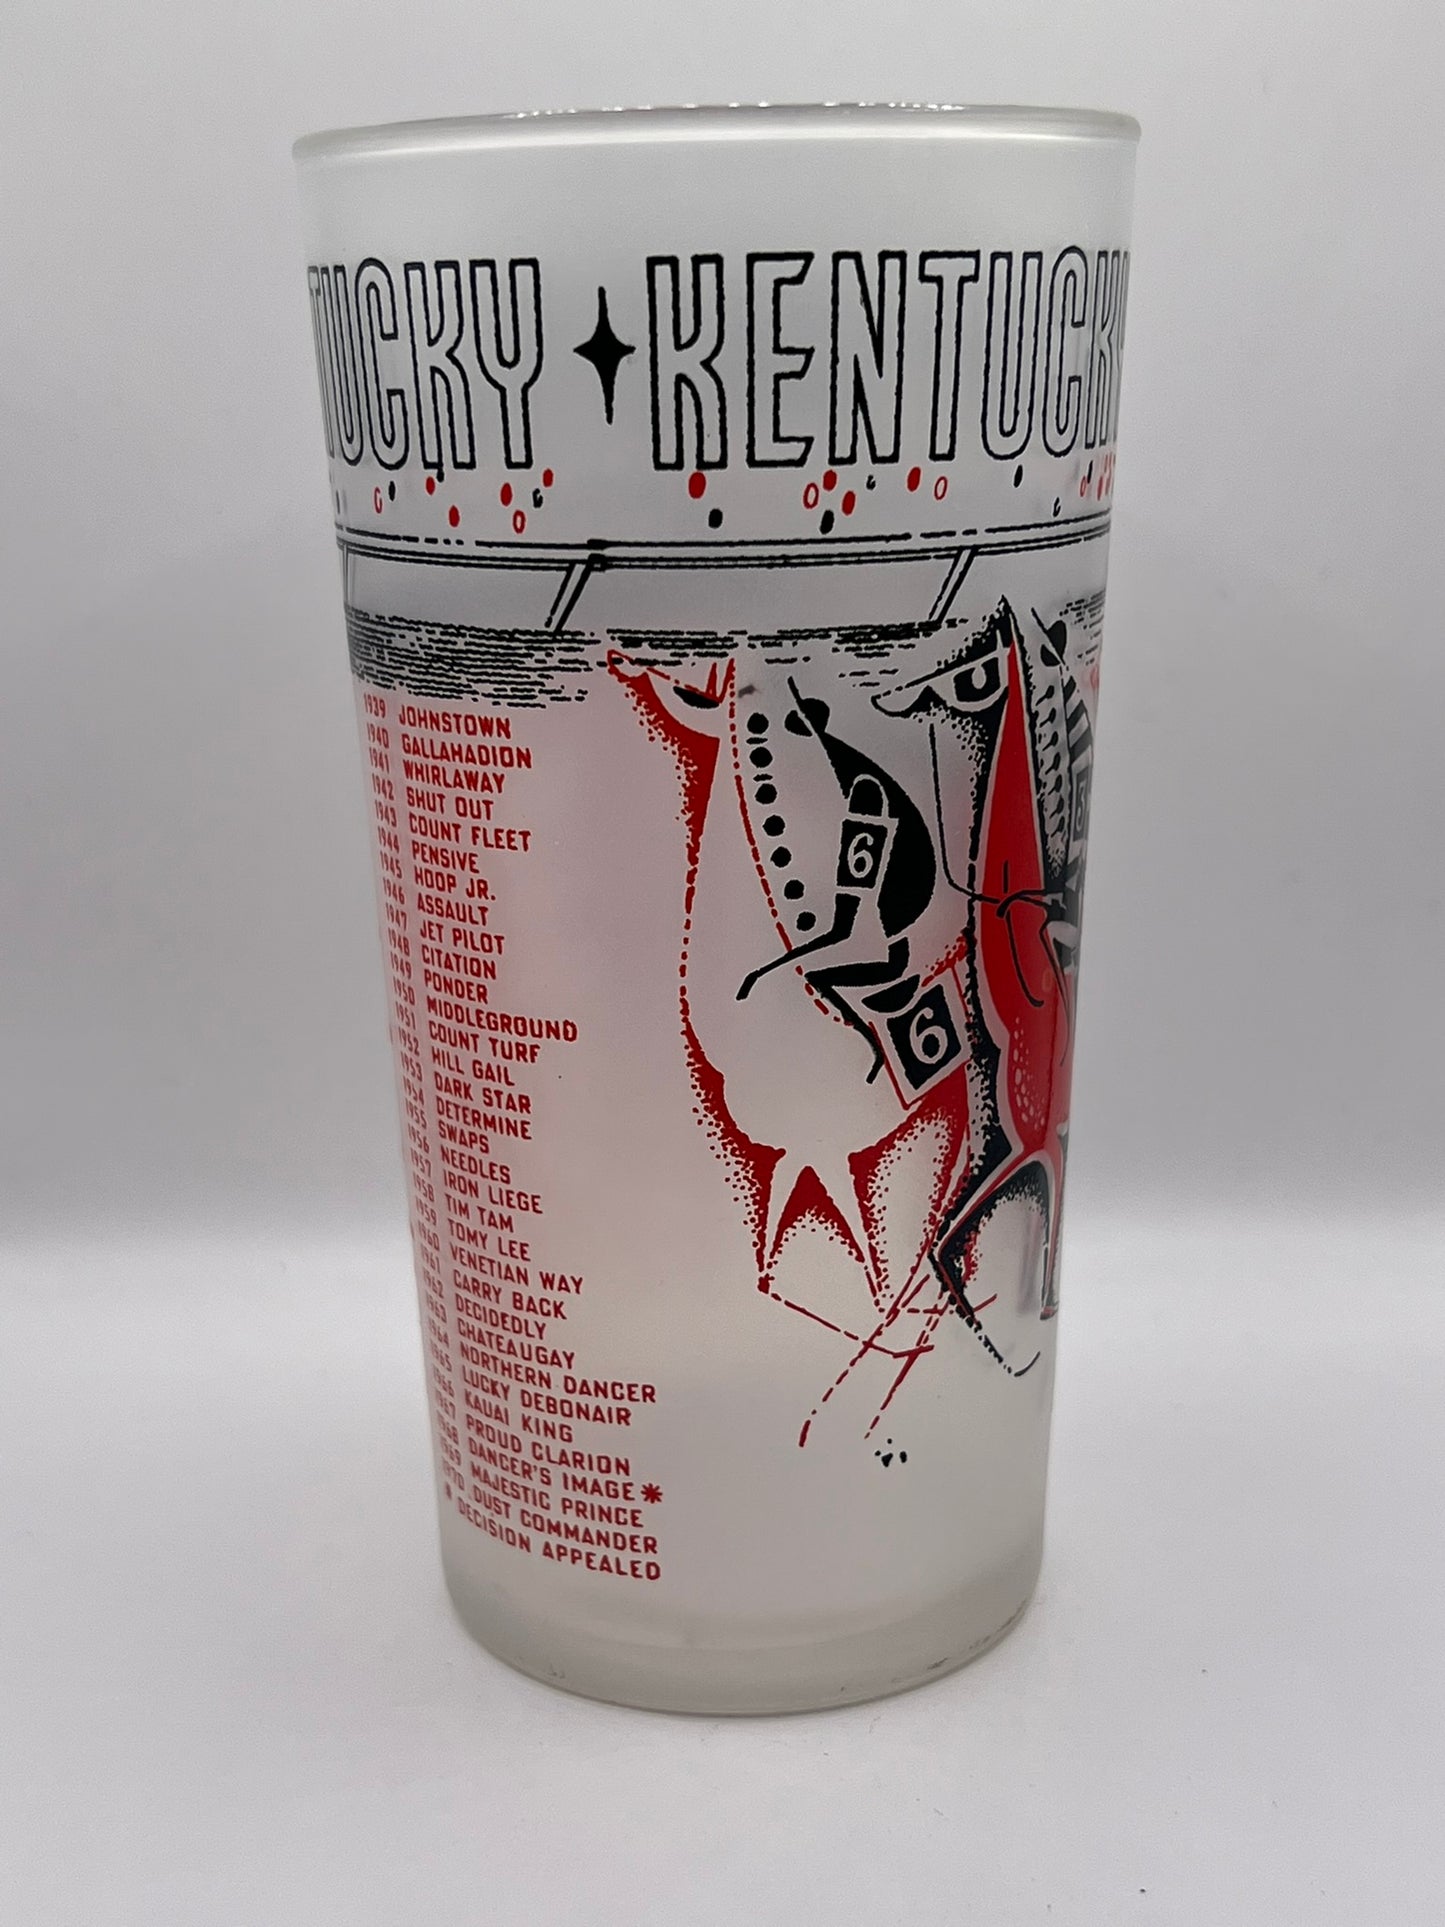 TUCKY KENTUCKY
1939 JOHNSTOWN
1940 GALLAHADION
1941 WHIRLAWAY
1942 SHUT OUT
1943 COUNT FLEET
1944 PENSIVE
1945 HOOP JR.
1946 ASSAULT
1947 JET PILOT
1948 CITATION
1949 PONDER
1950 MIDDLEGROUND
1951 COUNT TURF
1952 HILL GAIL
1953 DARK STAR
1954 DETERMINE
1955 SWAPS
1956 NEEDLES
1957 IRON LIEGE
1958 TIM TAM
1959 TOMY LEE
1960 VENETIAN WAY
1961 CARRY BACK
1962 DECIDEDLY
1963 CHATEAUGAY
1964 NORTHERN DANCER
1965 LUCKY DEBONAIR
1966 KAUAI KING
1967 PROUD CLARION
1968 DANCER'S IMAGE *
1969 MAJESTIC PRINCE
1970 DUST COMMANDER
* DECISION APPEALED
6
6
5